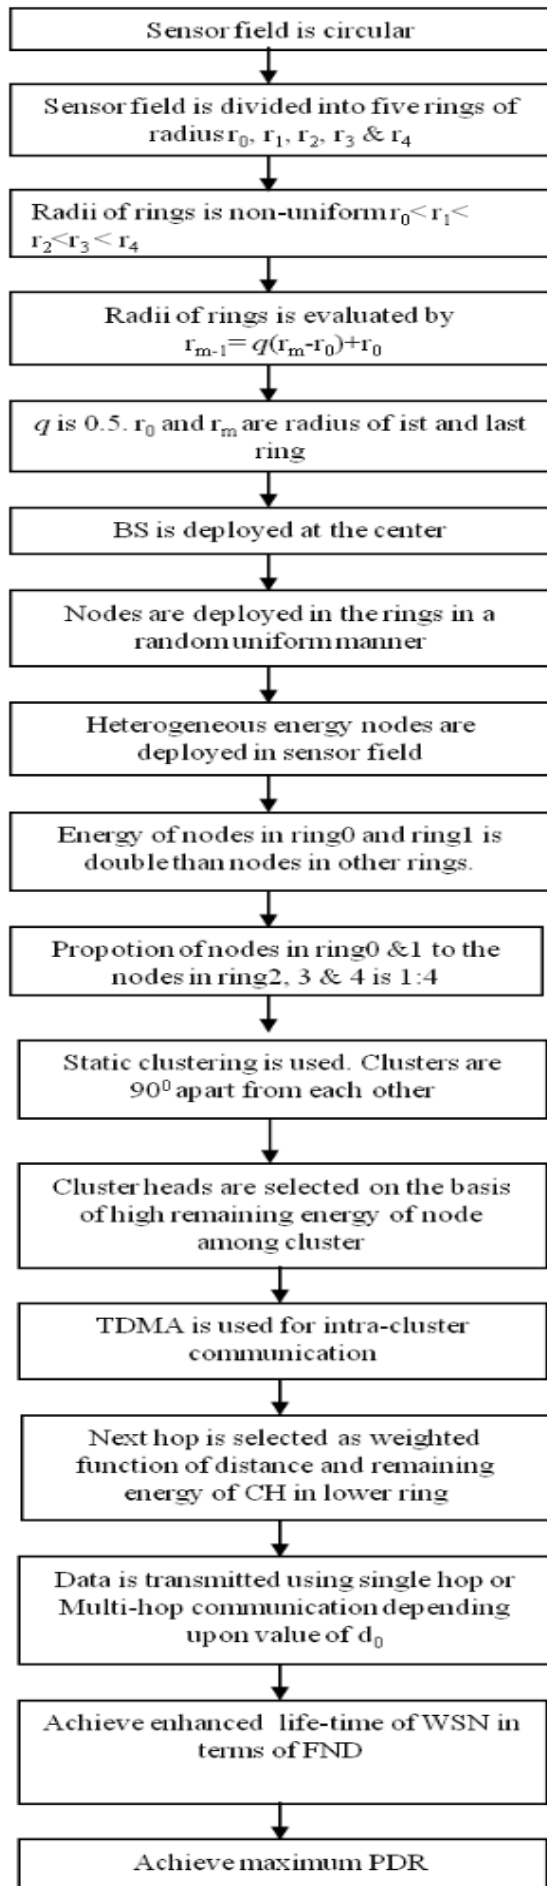 Sensor field is circular
Sensor field is divided into five rings of
radius r₀, r₁, r₂, r₃ & r₄
Radii of rings is non-uniform r₀< r₁<
r₂<r₃< r₄
Radii of rings is evaluated by
rₘ₋₁= q(rₘ-r₀)+r₀
q is 0.5. r₀ and rₘ are radius of ist and last
ring
BS is deployed at the center
Nodes are deployed in the rings in a
random uniform manner
Heterogeneous energy nodes are
deployed in sensor field
Energy of nodes in ring0 and ring1 is
double than nodes in other rings.
Propotion of nodes in ring0 &1 to the
nodes in ring2, 3 & 4 is 1:4
Static clustering is used. Clusters are
90⁰ apart from each other
Cluster heads are selected on the basis
of high remaining energy of node
among cluster
TDMA is used for intra-cluster
communication
Next hop is selected as weighted
function of distance and remaining
energy of CH in lower ring
Data is transmitted using single hop or
Multi-hop communication depending
upon value of d₀
Achieve enhanced life-time of WSN in
terms of FND
Achieve maximum PDR